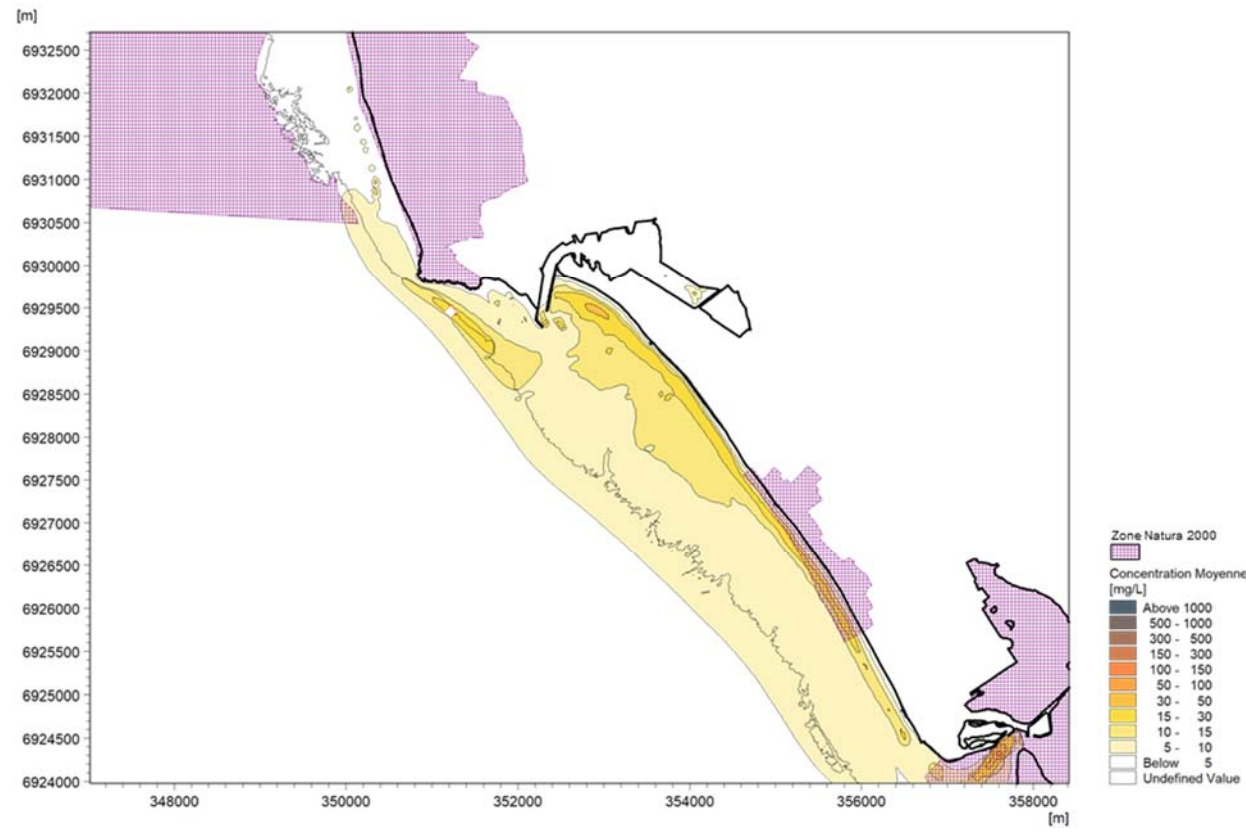 [m]
6932500
6932000
6931500
6931000
6930500
6930000
6929500
6929000
6928500
6928000
6927500
6927000
6926500
6926000
6925500
6925000
6924500
6924000
348000 350000 352000 354000 356000 358000
[m]
Zone Natura 2000
Concentration Moyenne
[mg/L]
Above 1000
500 - 1000
300 - 500
150 - 300
100 - 150
50 - 100
30 - 50
15 - 30
10 - 15
5 - 10
Below 5
Undefined Value